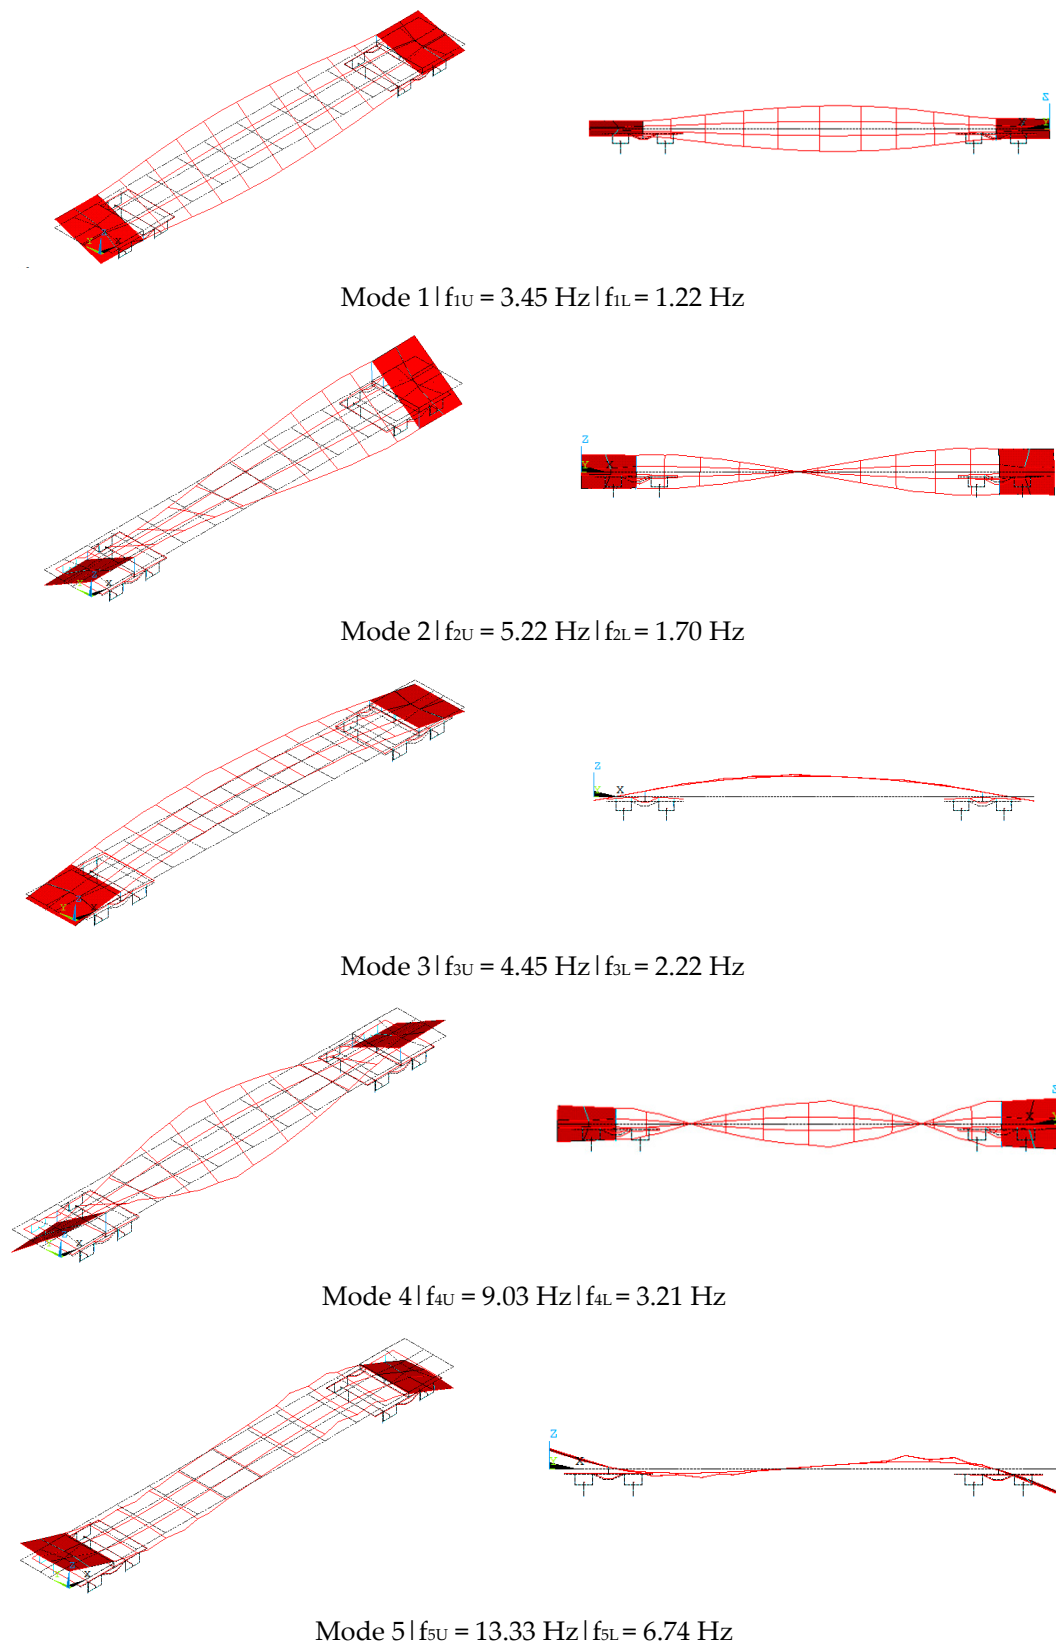 Z
X
Y
Y
X
Mode 1|f1U = 3.45 Hz|f1L = 1.22 Hz
Z
Y
X
X
Mode 2|f2U = 5.22 Hz|f2L = 1.70 Hz
Z
X
Y
X
Mode 3|f3U = 4.45 Hz|f3L = 2.22 Hz
Z
X
X
Mode 4|f4U = 9.03 Hz|f4L = 3.21 Hz
Z
X
Z
X
Mode 5|f5U = 13.33 Hz|f5L = 6.74 Hz